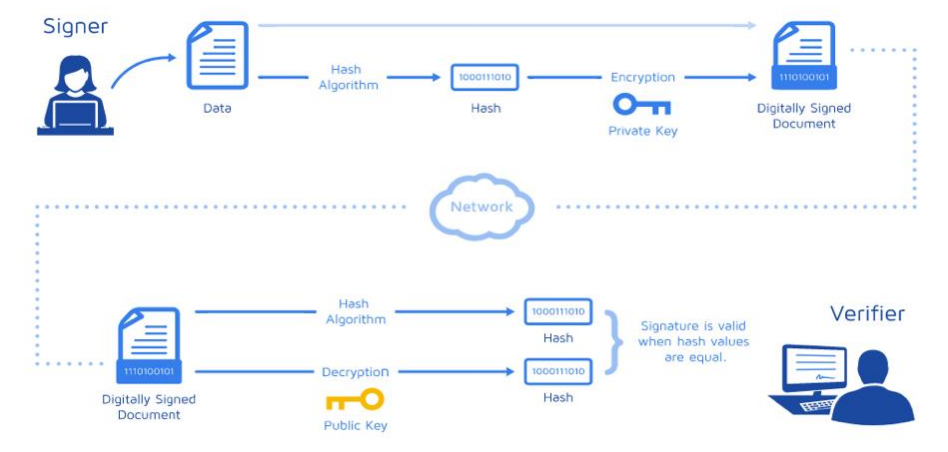 Signer
1000111010
1110100101
Hash
Algorithm
Encryption
Data
Hash
Private Key
Digitally Signed
Document
Network
Hash
Algorithm
1000111010
Hash
Signature is valid
when hash values
are equal.
Verifier
1110100101
Decryption
1000111010
Digitally Signed
Document
Public Key
Hash